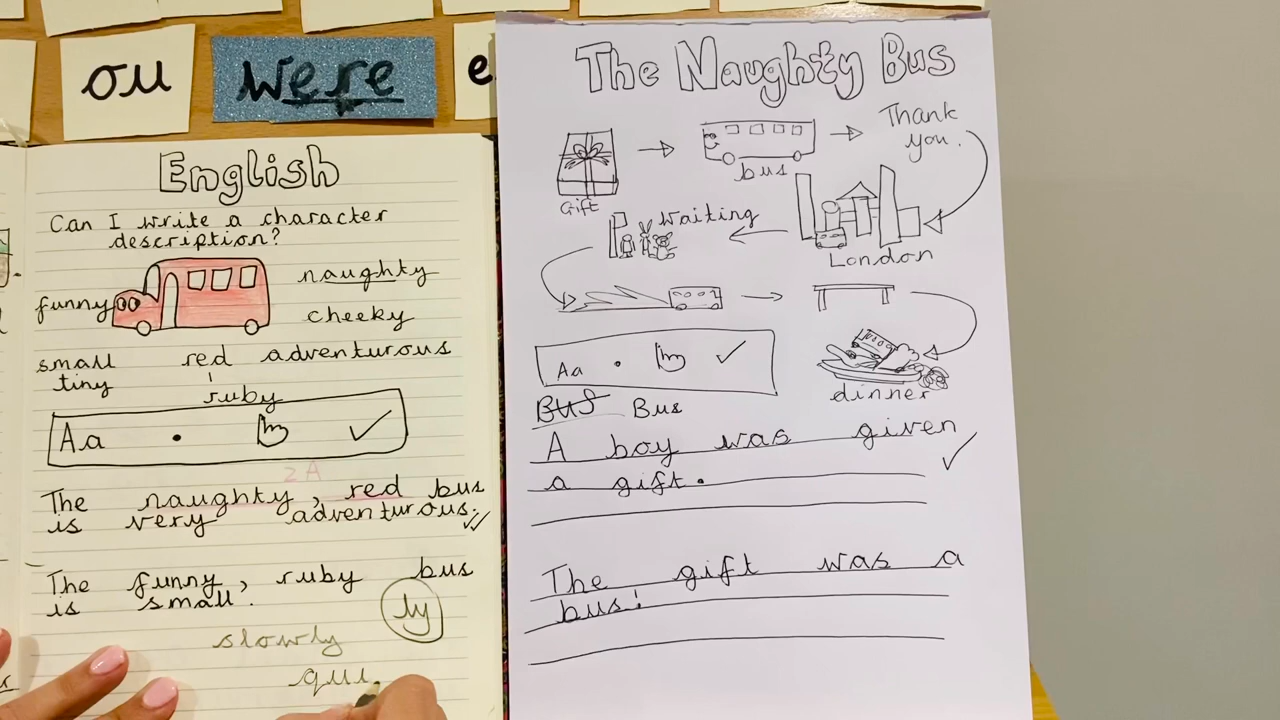 ou
were
e
English
Can I write a character
description?
funny
naughty
cheeky
small
red
adventurous
tiny
ruby
Aa . ✓
2A
The naughty, red bus
is very adventurous. ✓✓
The funny, ruby bus
is small.
ly
slowly
qui
The Naughty Bus
Gift
bus
Thank
you.
waiting
London
dinner
Aa . ✓
BUS Bus
A boy was given
a gift. ✓
The gift was a
bus!